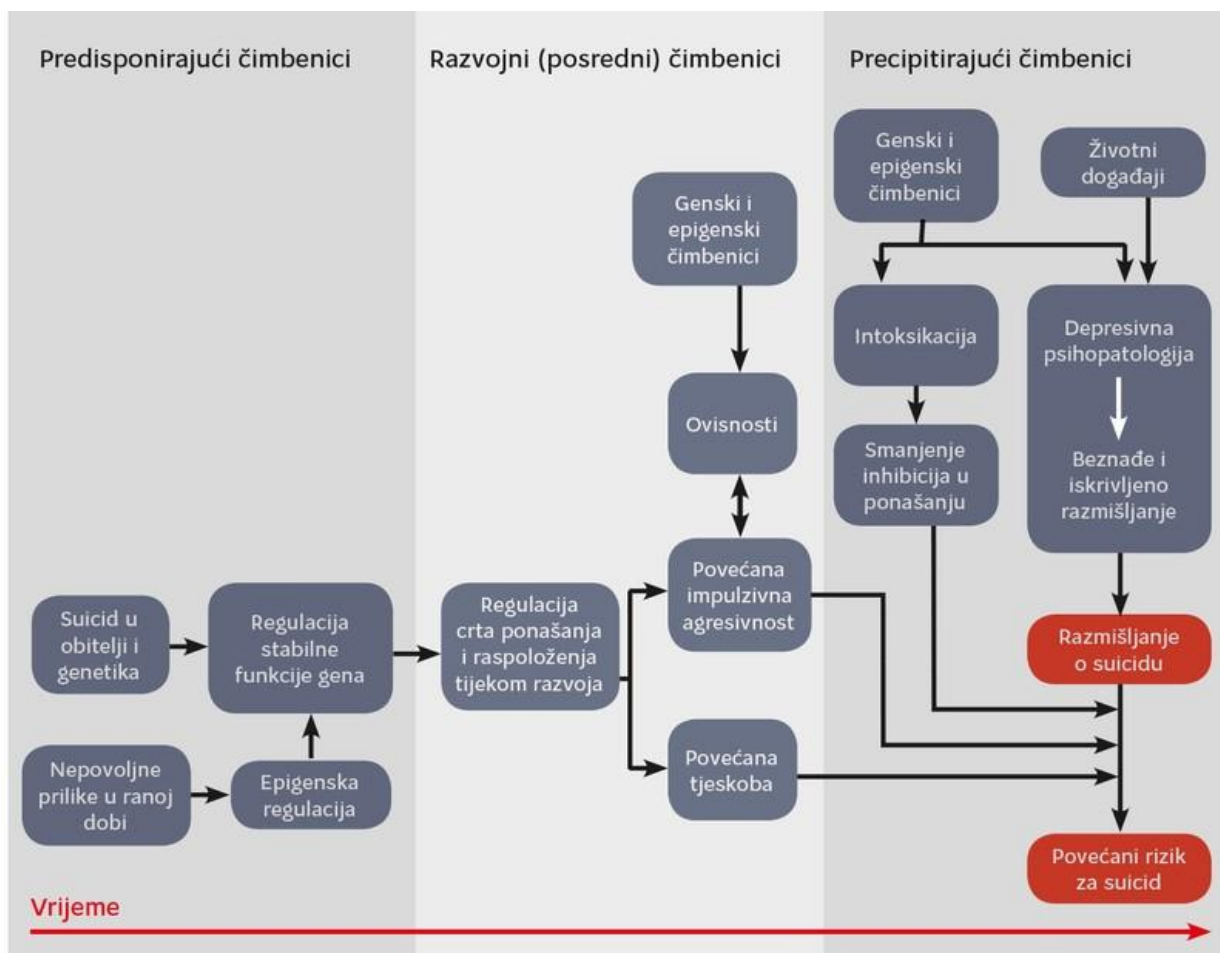 Predisponirajući čimbenici
Razvojni (posredni) čimbenici
Precipitirajući čimbenici
Suicid u
obitelji i
genetika
Regulacija
stabilne
funkcije gena
Nepovoljne
prilike u ranoj
dobi
Epigenska
regulacija
Genski i
epigenski
čimbenici
Ovisnosti
Regulacija
crta ponašanja
i raspoloženja
tijekom razvoja
Povećana
impulzivna
agresivnost
Povećana
tjeskoba
Genski i
epigenski
čimbenici
Životni
događaji
Intoksikacija
Smanjenje
inhibicija u
ponašanju
Depresivna
psihopatologija
Beznađe i
iskrivljeno
razmišljanje
Razmišljanje
o suicidu
Povećani rizik
za suicid
Vrijeme